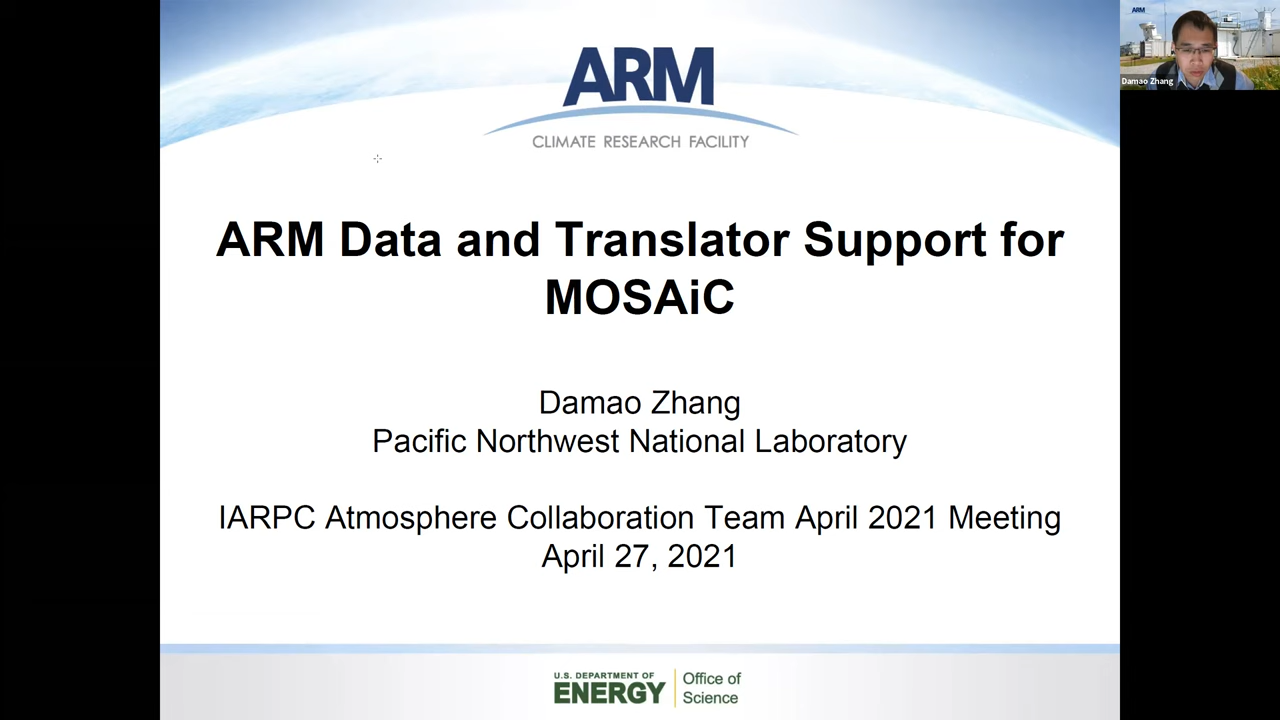 ARM
CLIMATE RESEARCH FACILITY
ARM
Damao Zhang
ARM Data and Translator Support for
MOSAiC
Damao Zhang
Pacific Northwest National Laboratory
IARPC Atmosphere Collaboration Team April 2021 Meeting
April 27, 2021
U.S. DEPARTMENT OF
ENERGY
Office of
Science